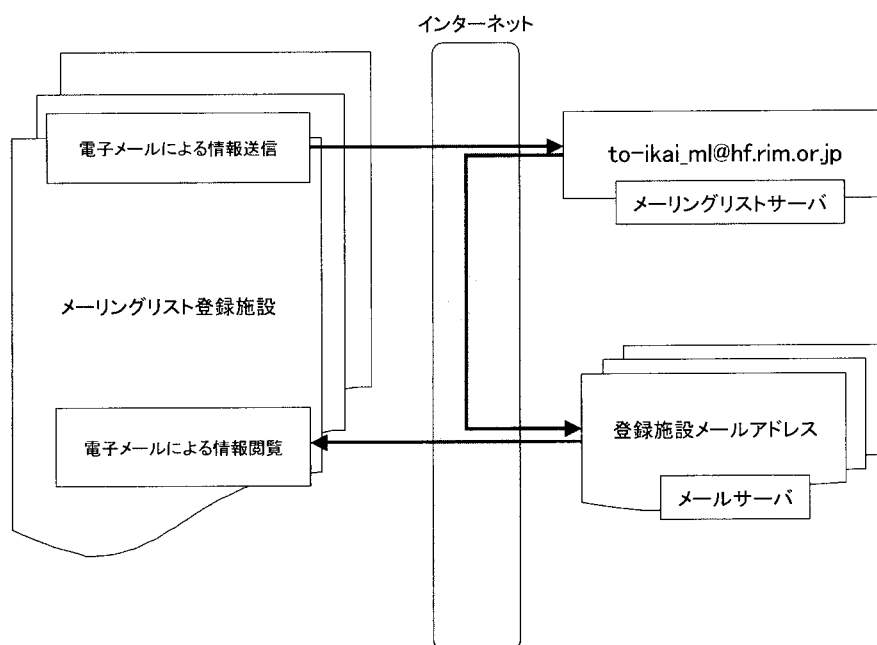 インターネット
電子メールによる情報送信
to-ikai_ml@hf.rim.or.jp
メーリングリストサーバ
メーリングリスト登録施設
電子メールによる情報閲覧
登録施設メールアドレス
メールサーバ